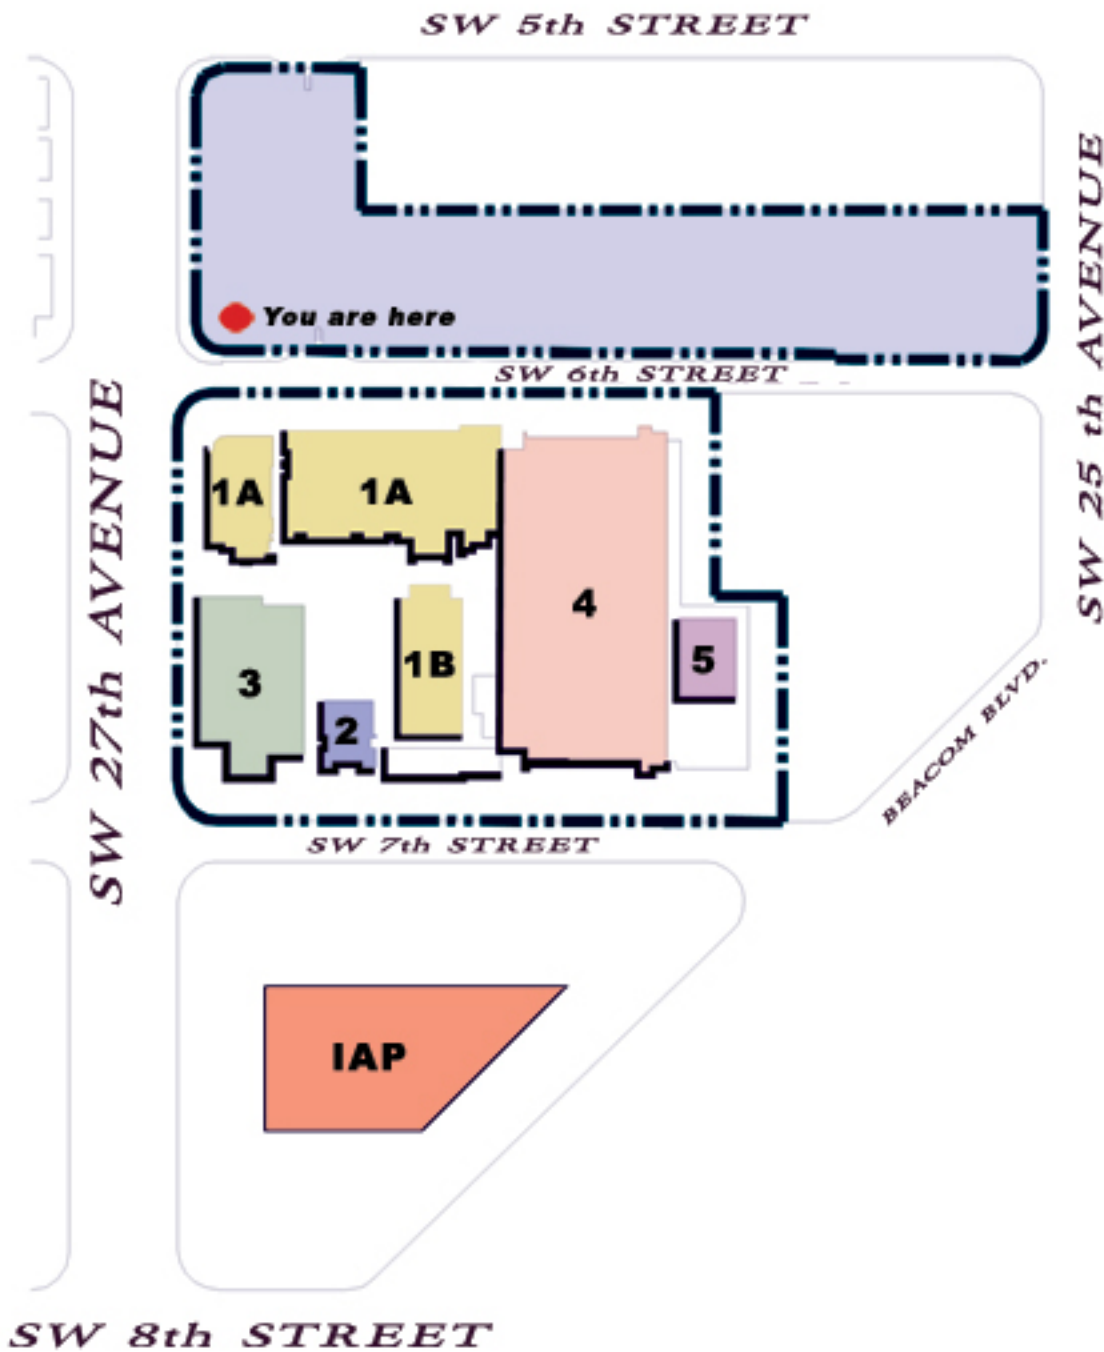 SW 5th STREET
SW 25 th AVENUE
You are here
SW 6th STREET
SW 27th AVENUE
1A
1A
4
1B
5
3
2
BEACOM BLVD.
SW 7th STREET
IAP
SW 8th STREET